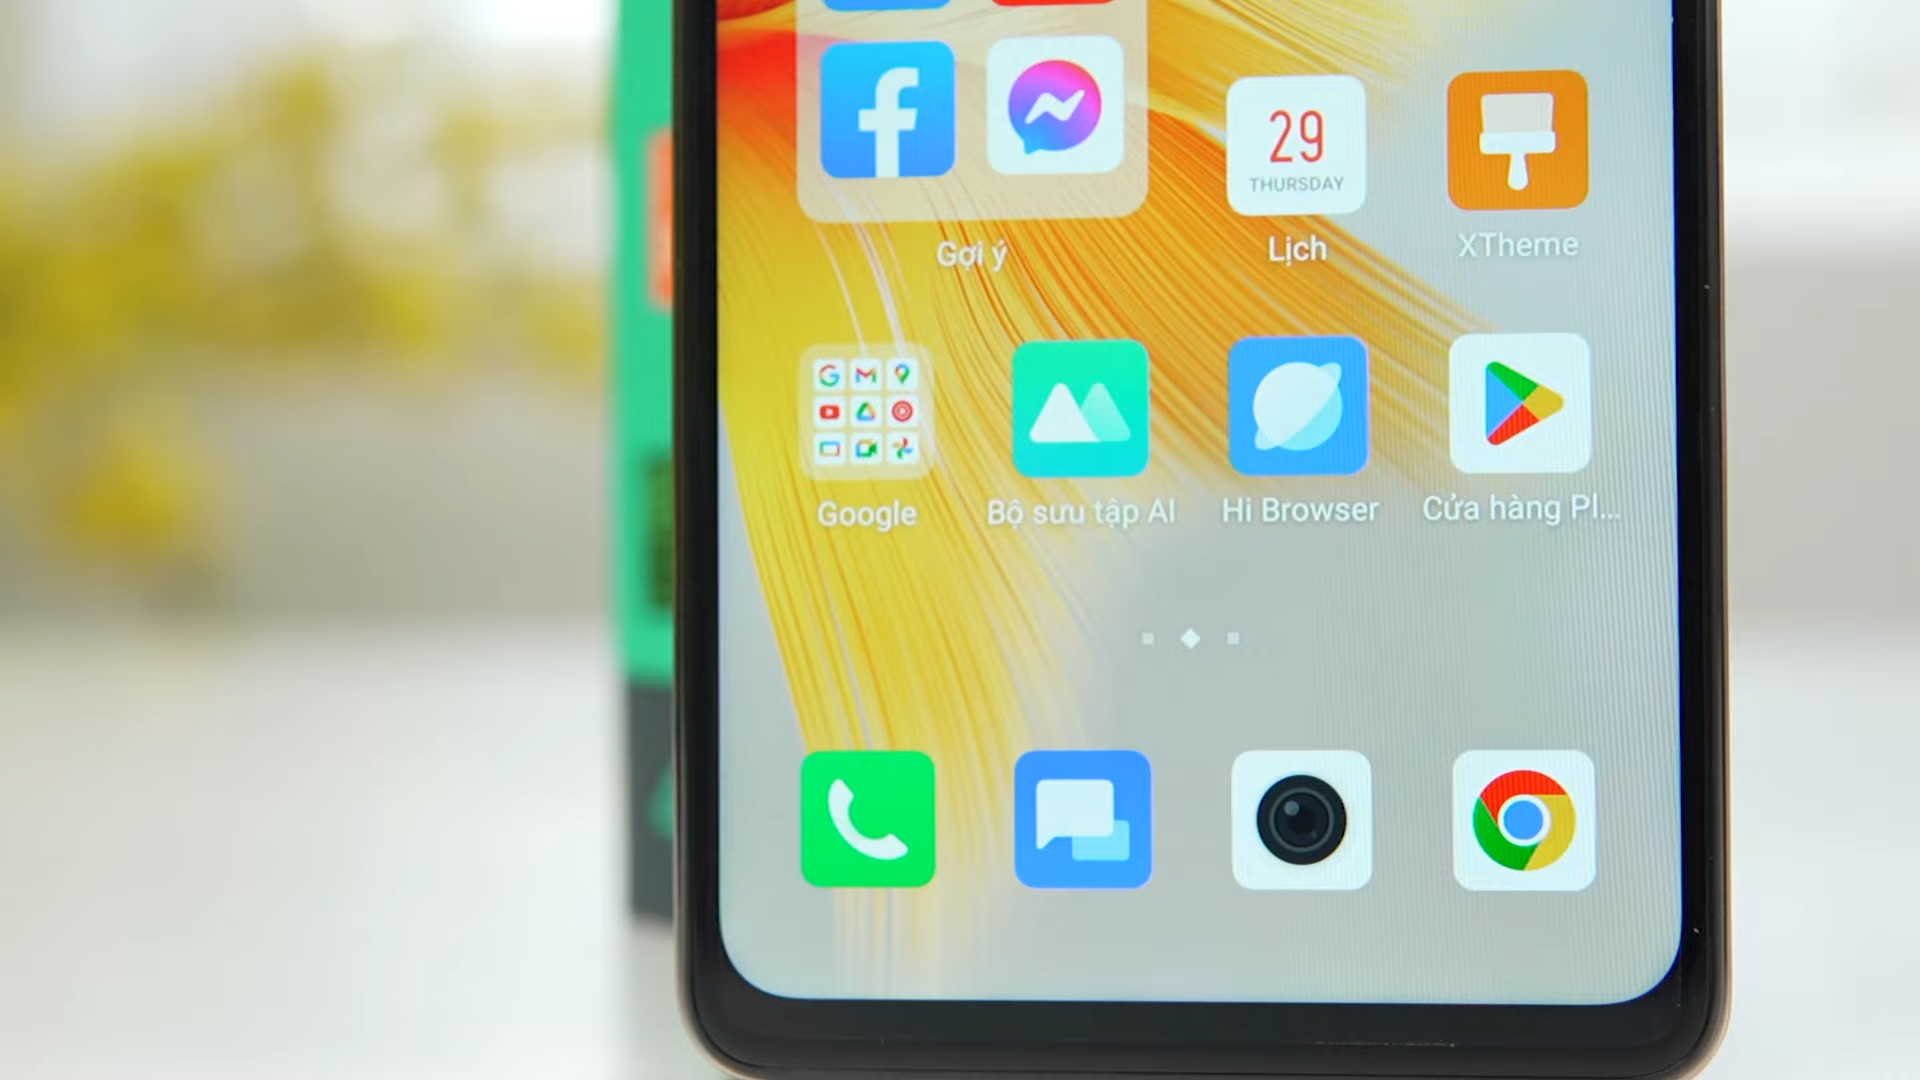 29
THURSDAY
Gợi ý
Lịch
XTheme
Google
Bộ sưu tập AI
Hi Browser
Cửa hàng Pl...